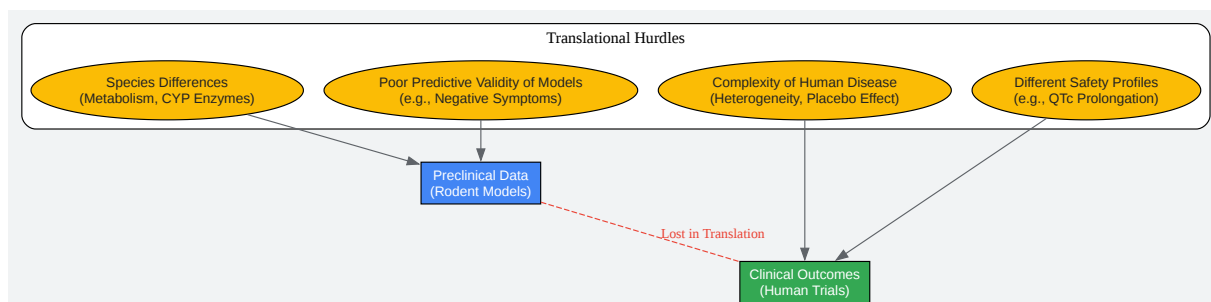 Translational Hurdles
Species Differences
(Metabolism, CYP Enzymes)
Poor Predictive Validity of Models
(e.g., Negative Symptoms)
Complexity of Human Disease
(Heterogeneity, Placebo Effect)
Different Safety Profiles
(e.g., QTc Prolongation)
Preclinical Data
(Rodent Models)
Lost in Translation
Clinical Outcomes
(Human Trials)